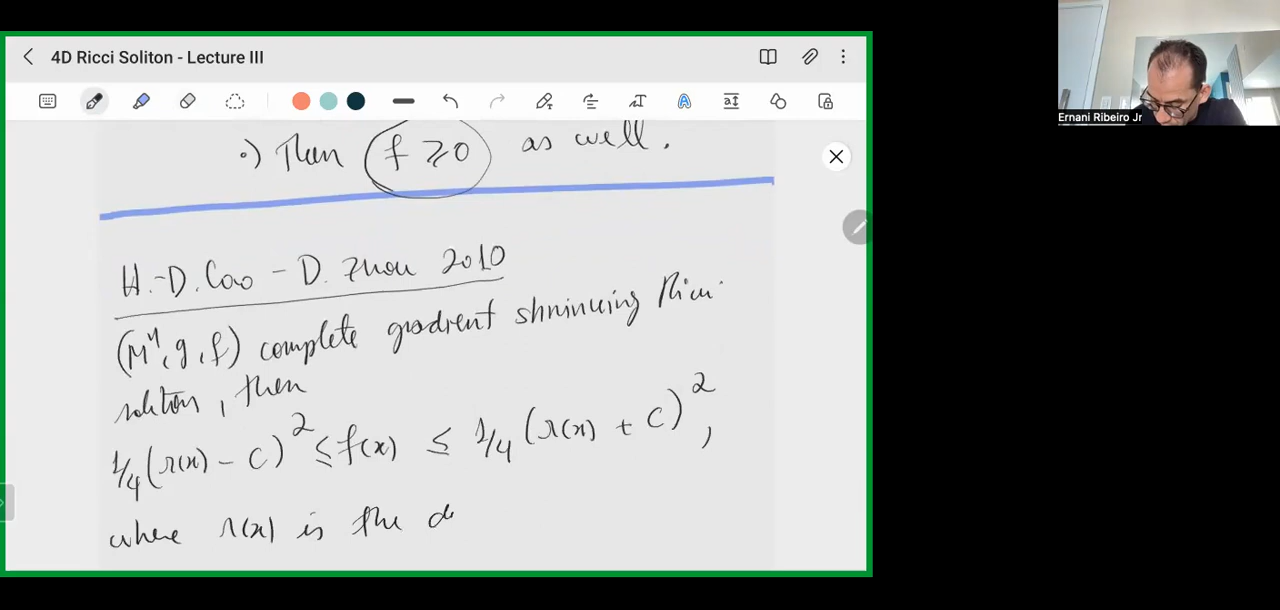 4D Ricci Soliton - Lecture III
Ernani Ribeiro Jr
•) Then f ≥ 0 as well.
H.-D. Cao - D. Zhou 2010
(Mⁿ, g, f) complete gradient shrinking Ricci
soliton, then
1/4 (r(x) - c)² ≤ f(x) ≤ 1/4 (r(x) + c)²,
where r(x) is the d